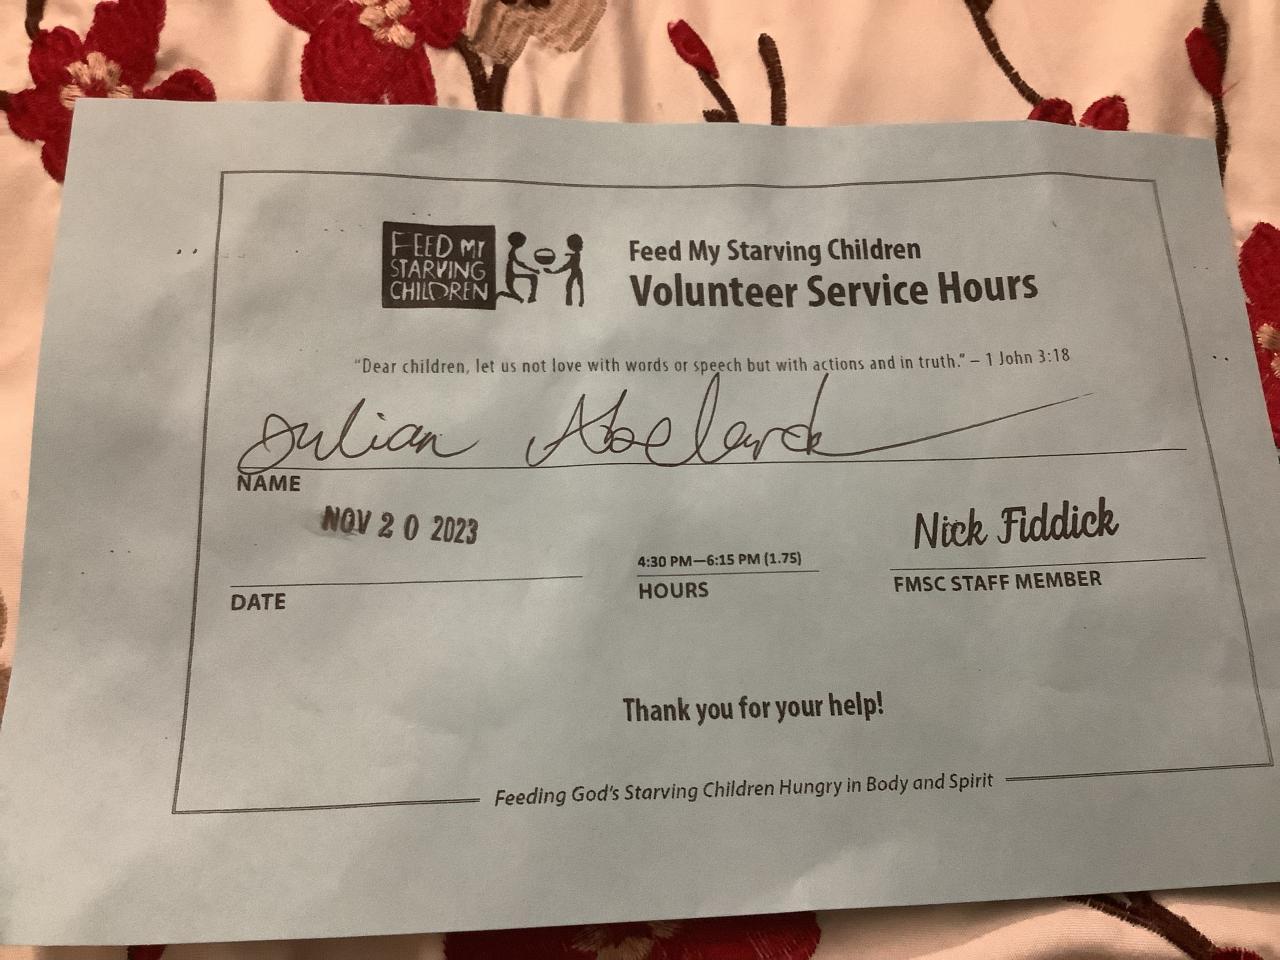 FEED MY
STARVING
CHILDREN
Feed My Starving Children
Volunteer Service Hours
“Dear children, let us not love with words or speech but with actions and in truth.” – 1 John 3:18
Julian Abelard
NAME
NOV 20 2023
4:30 PM—6:15 PM (1.75)
Nick Fiddick
DATE
HOURS
FMSC STAFF MEMBER
Thank you for your help!
Feeding God's Starving Children Hungry in Body and Spirit